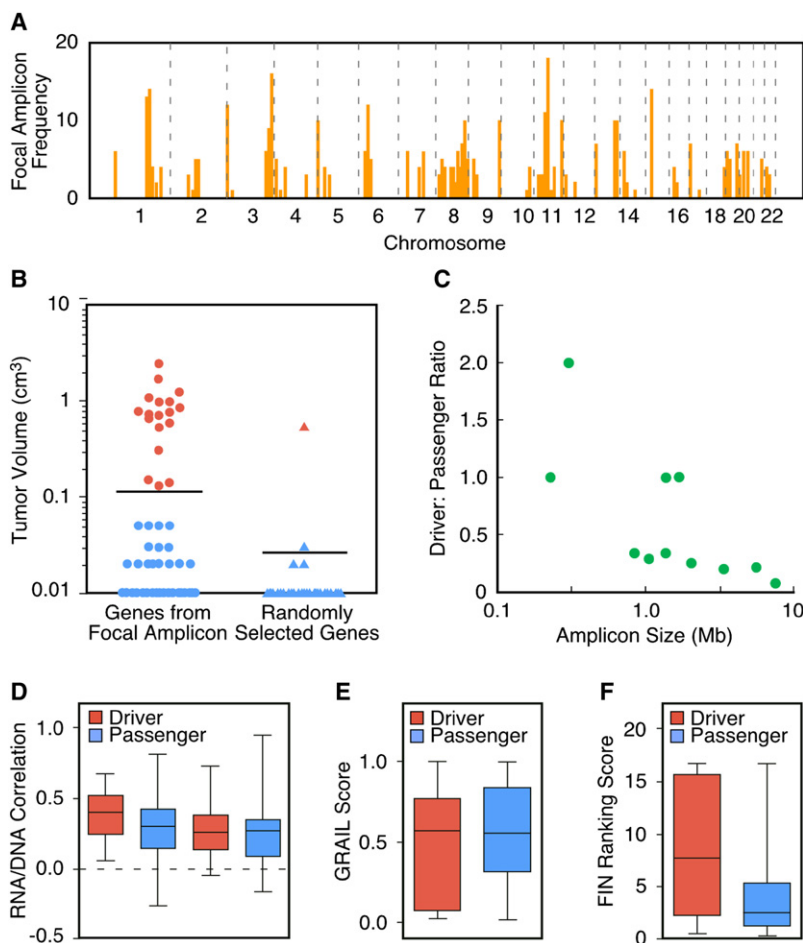 A
Focal Amplicon
Frequency
20
10
0
1 2 3 4 5 6 7 8 9 10 11 12 14 16 18 20 22
Chromosome
B
Tumor Volume (cm3)
10
1
0.1
0.01
Genes from
Focal Amplicon
Randomly
Selected Genes
C
Driver: Passenger Ratio
2.5
2.0
1.5
1.0
0.5
0
0.1 1.0 10
Amplicon Size (Mb)
D
RNA/DNA Correlation
1.0
0.5
0.0
-0.5
Driver
Passenger
E
GRAIL Score
1.0
0.5
0.0
Driver
Passenger
F
FIN Ranking Score
20
15
10
5
0
Driver
Passenger